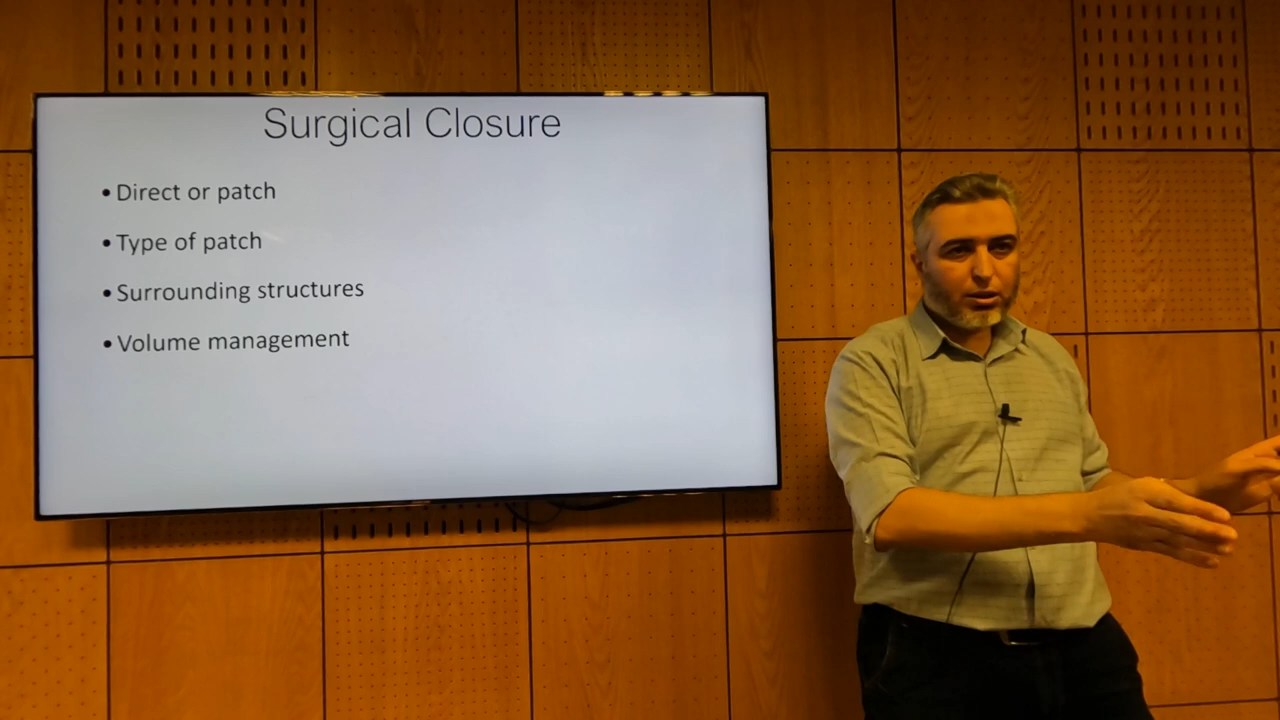 Surgical Closure
• Direct or patch
• Type of patch
• Surrounding structures
• Volume management